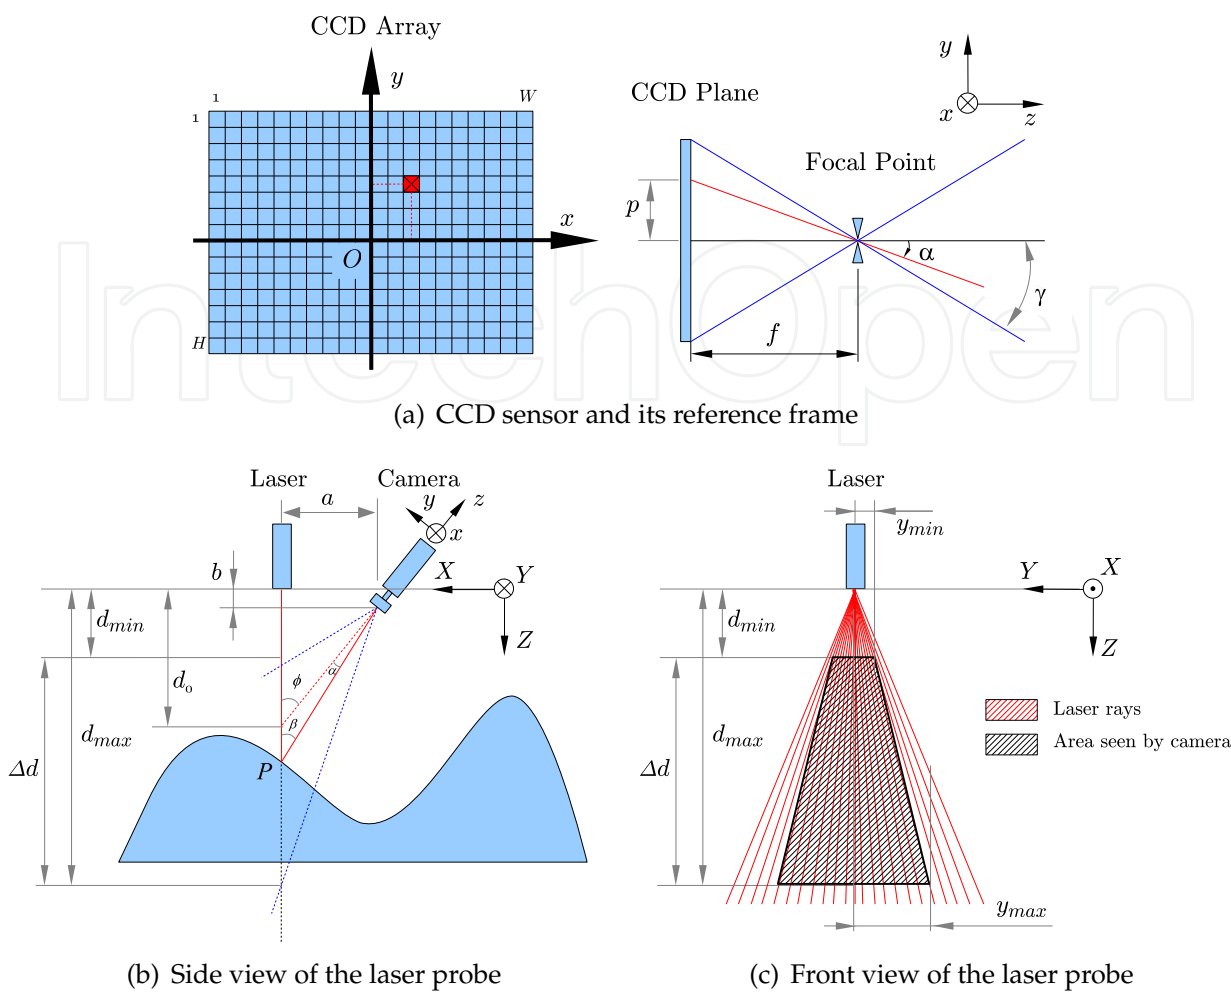 CCD Array
y
1
W
1
x
O
H
CCD Plane
y
x
z
Focal Point
p
α
γ
f
IntechOpen
(a) CCD sensor and its reference frame
Laser
Camera
a
y
z
x
b
X
Y
Z
d_min
d_o
d_max
Δd
ϕ
α
β
P
(b) Side view of the laser probe
Laser
y_min
Y
X
Z
d_min
d_max
Δd
Laser rays
Area seen by camera
y_max
(c) Front view of the laser probe